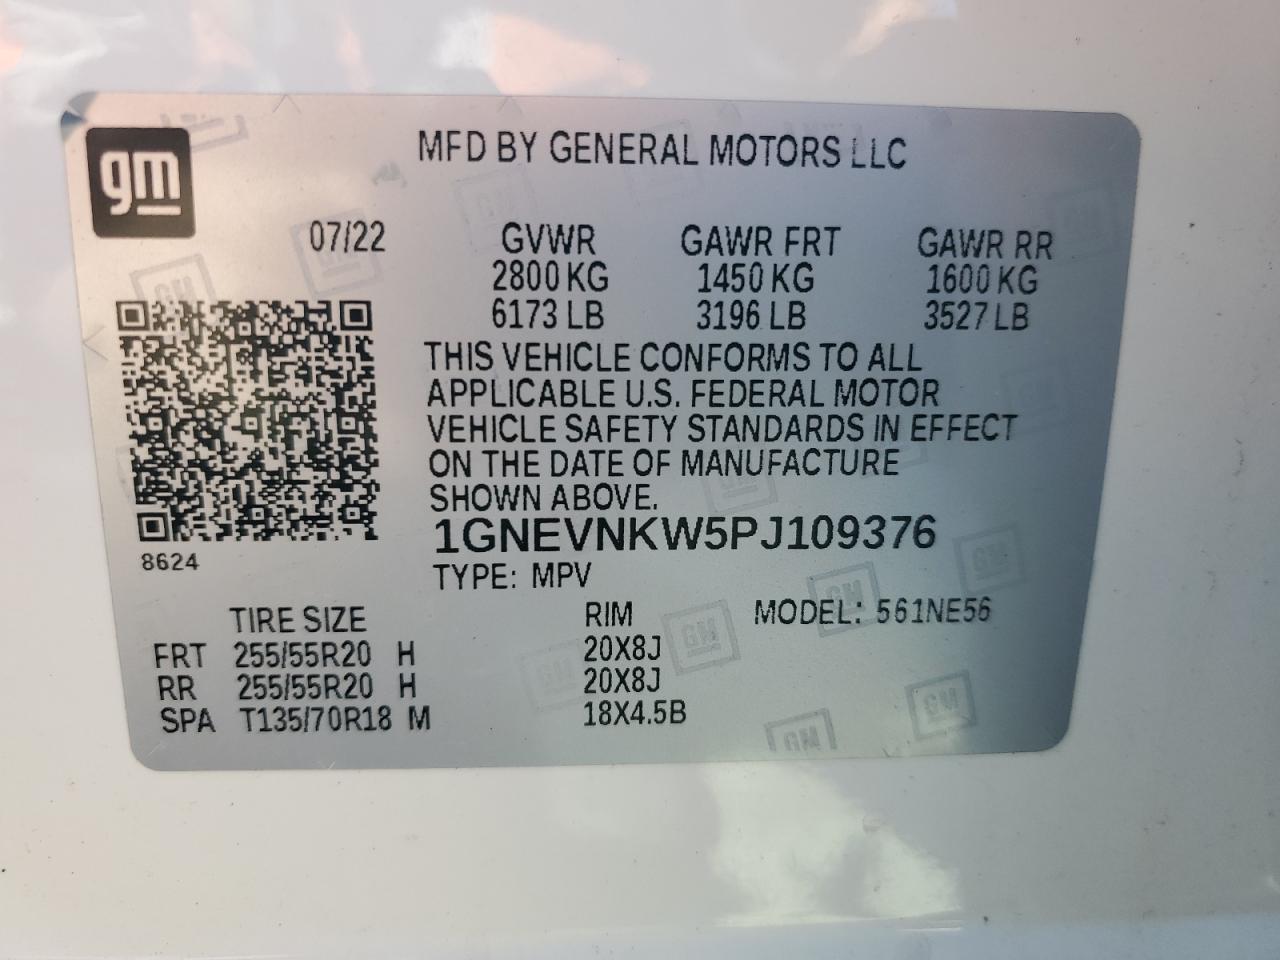 gm
MFD BY GENERAL MOTORS LLC
07/22 GVWR GAWR FRT GAWR RR
2800 KG 1450 KG 1600 KG
6173 LB 3196 LB 3527 LB
THIS VEHICLE CONFORMS TO ALL
APPLICABLE U.S. FEDERAL MOTOR
VEHICLE SAFETY STANDARDS IN EFFECT
ON THE DATE OF MANUFACTURE
SHOWN ABOVE.
1GNEVNKW5PJ109376
8624
TYPE: MPV
TIRE SIZE RIM MODEL: 561NE56
FRT 255/55R20 H 20X8J
RR 255/55R20 H 20X8J
SPA T135/70R18 M 18X4.5B